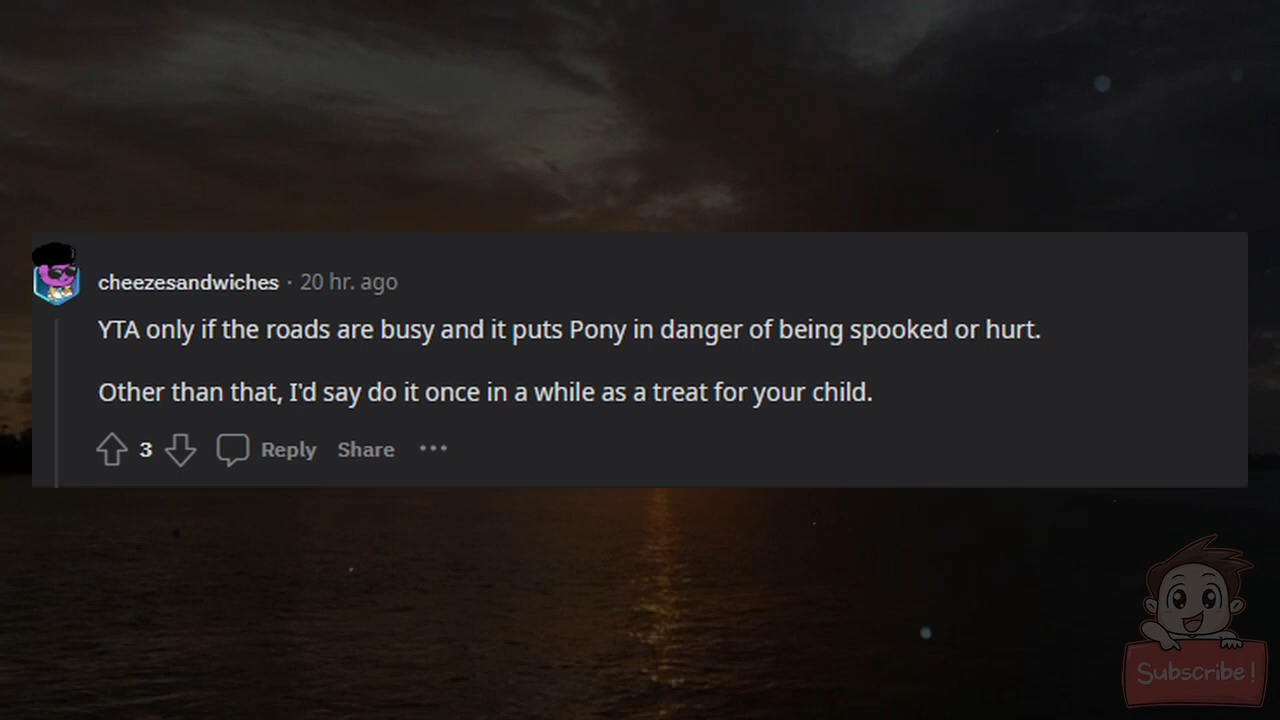 cheezesandwiches · 20 hr. ago
YTA only if the roads are busy and it puts Pony in danger of being spooked or hurt.
Other than that, I'd say do it once in a while as a treat for your child.
3 Reply Share ···
Subscribe!